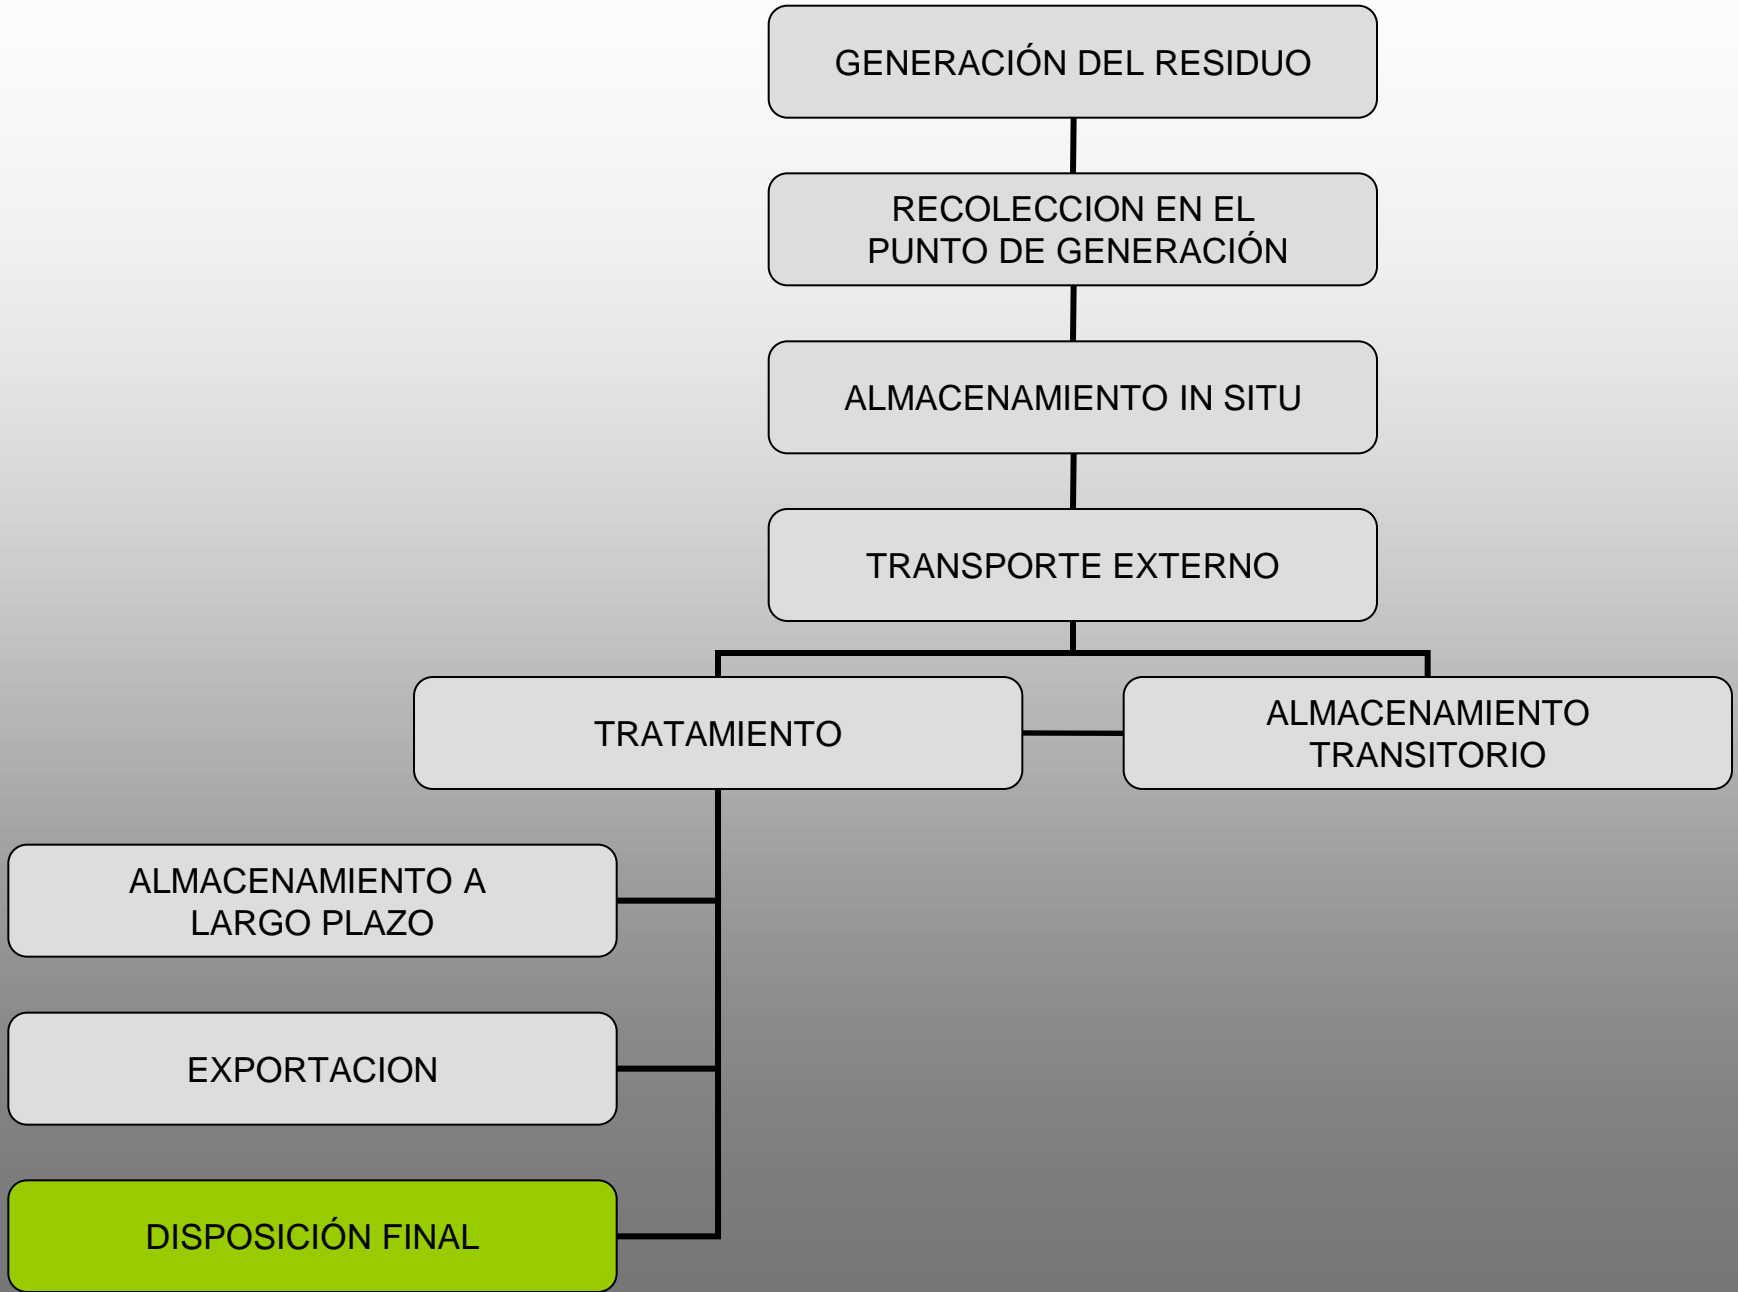 GENERACIÓN DEL RESIDUO
RECOLECCION EN EL
PUNTO DE GENERACIÓN
ALMACENAMIENTO IN SITU
TRANSPORTE EXTERNO
TRATAMIENTO
ALMACENAMIENTO
TRANSITORIO
ALMACENAMIENTO A
LARGO PLAZO
EXPORTACION
DISPOSICIÓN FINAL